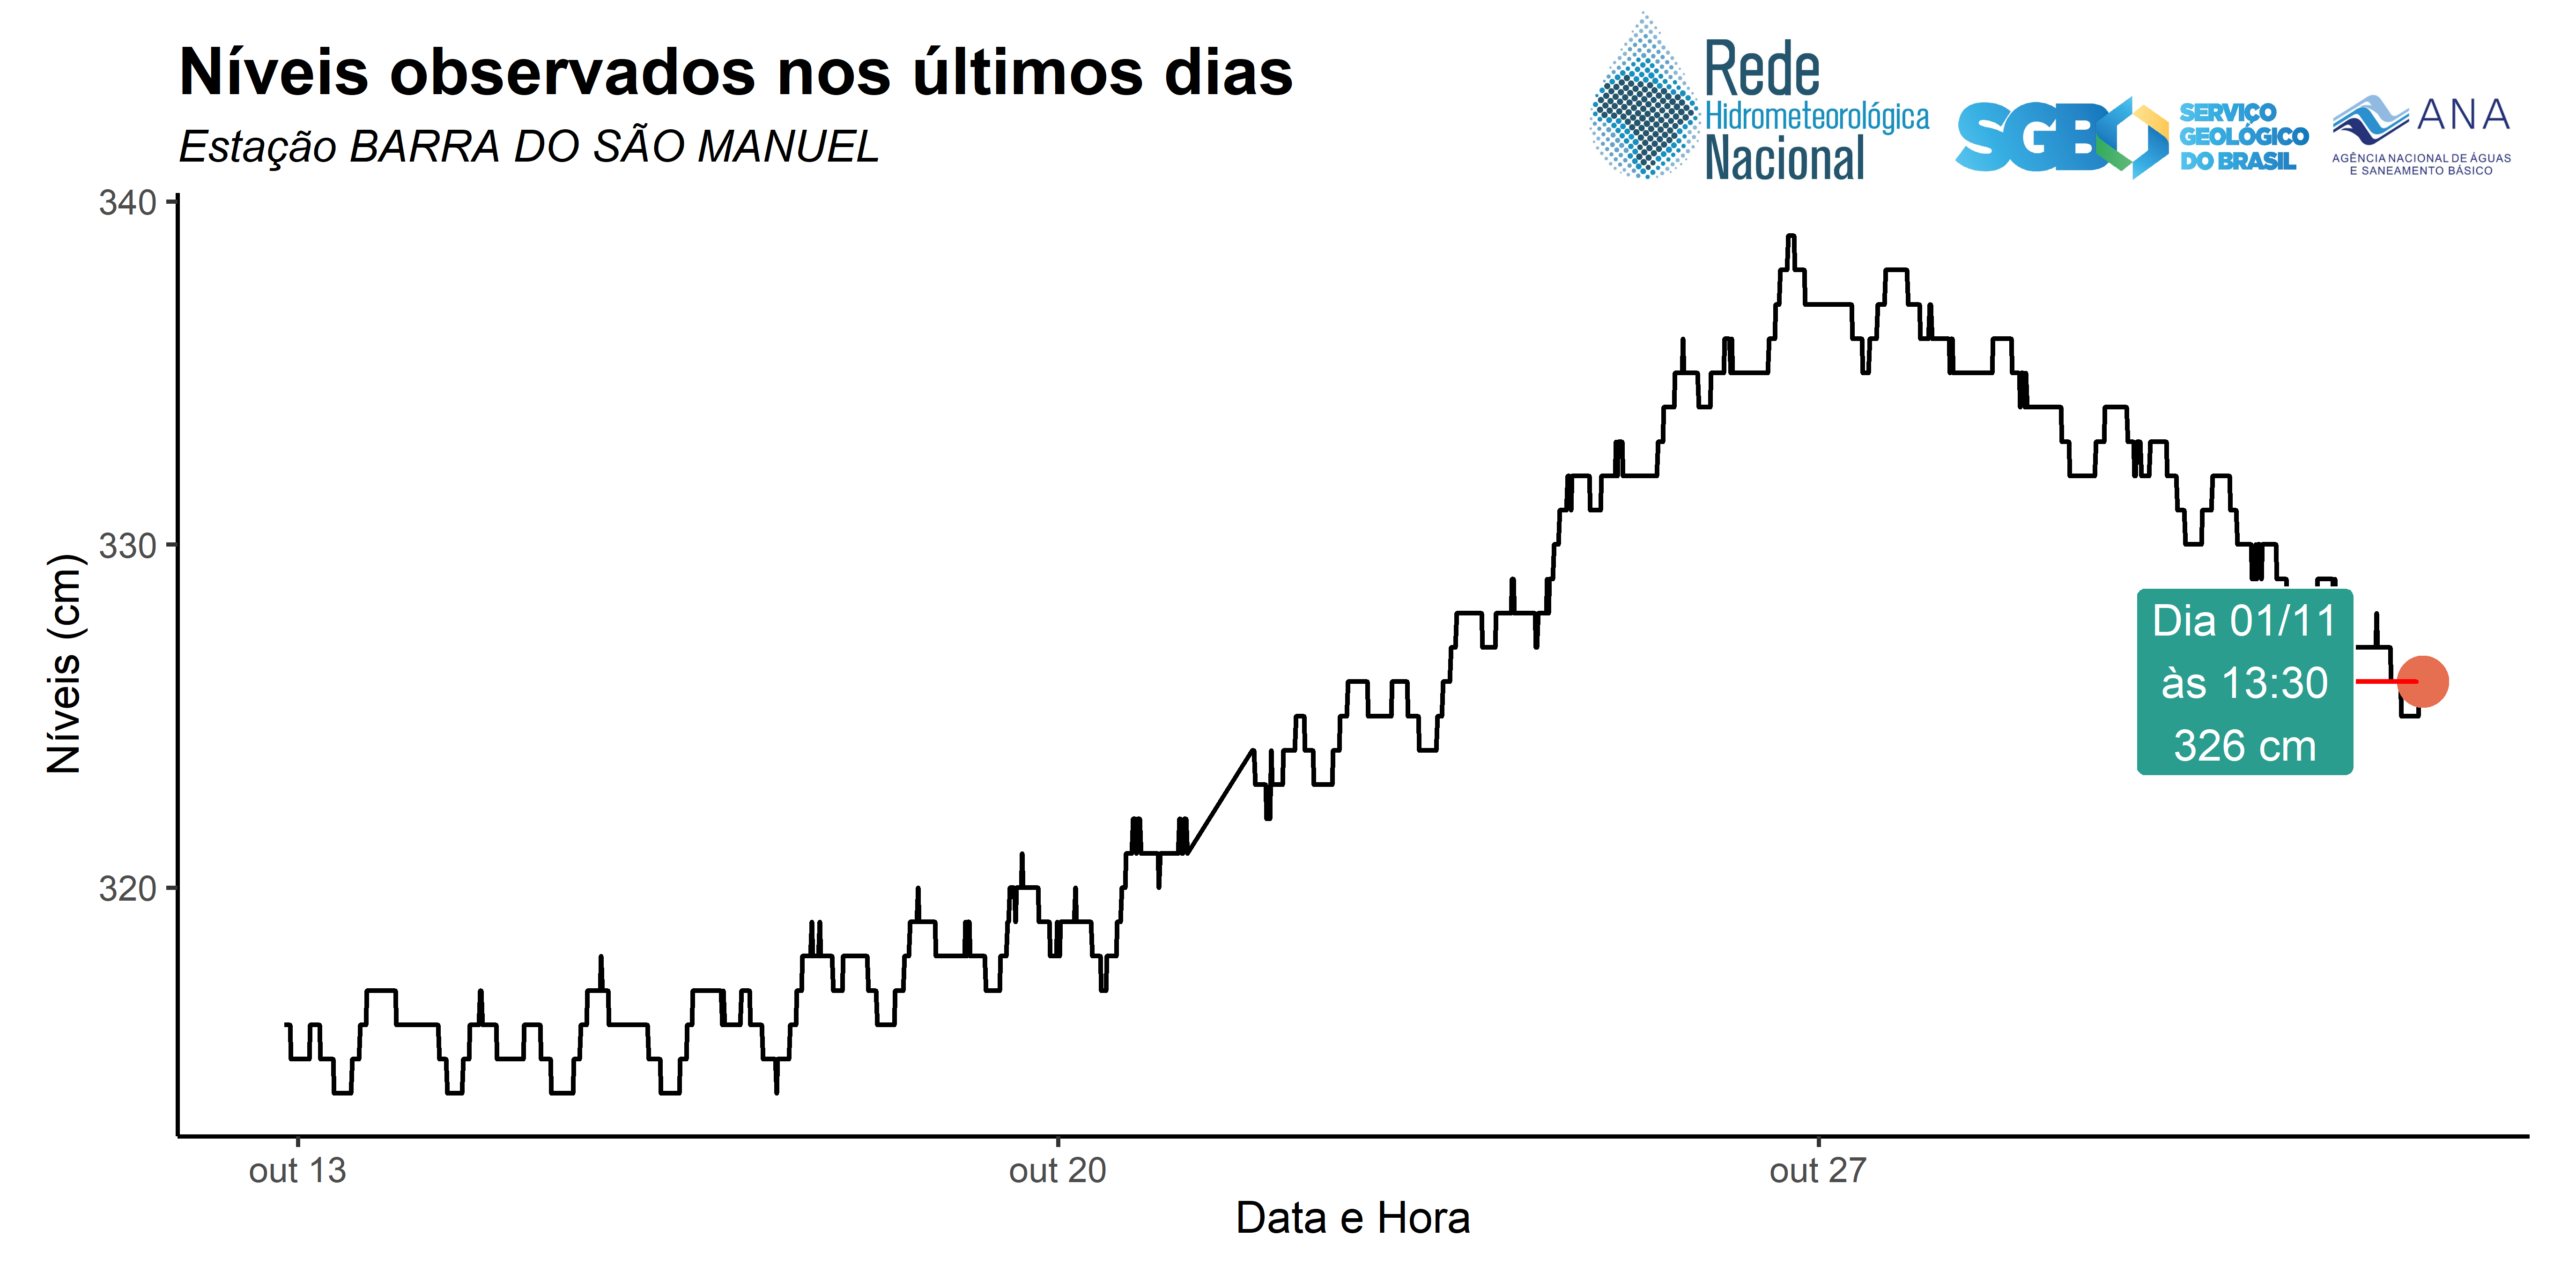 Níveis observados nos últimos dias
Estação BARRA DO SÃO MANUEL
Rede
Hidrometeorológica
Nacional
SGB
SERVIÇO
GEOLÓGICO
DO BRASIL
ANA
AGÊNCIA NACIONAL DE ÁGUAS
E SANEAMENTO BÁSICO
340
330
320
Níveis (cm)
Dia 01/11
às 13:30
326 cm
out 13
out 20
out 27
Data e Hora